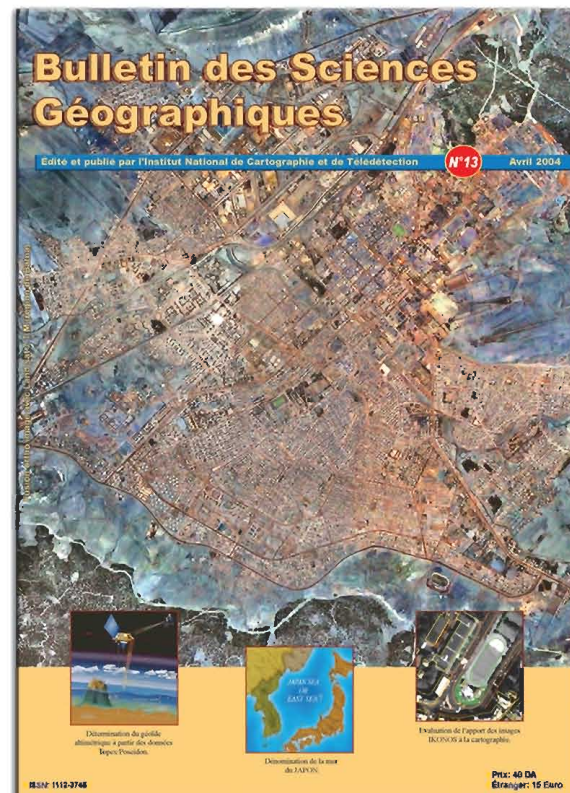 Bulletin des Sciences
Géographiques
Édité et publié par l'Institut National de Cartographie et de Télédétection N°13 Avril 2004
JAPAN SEA
OR
EAST SEA?
Détermination du géoïde
altimétrique à partir des données
Topex/Poseidon.
Dénomination de la mer
du JAPON.
Evaluation de l'apport des images
IKONOS à la cartographie.
ISSN: 1112-3745
Prix: 40 DA
Étranger: 15 Euro